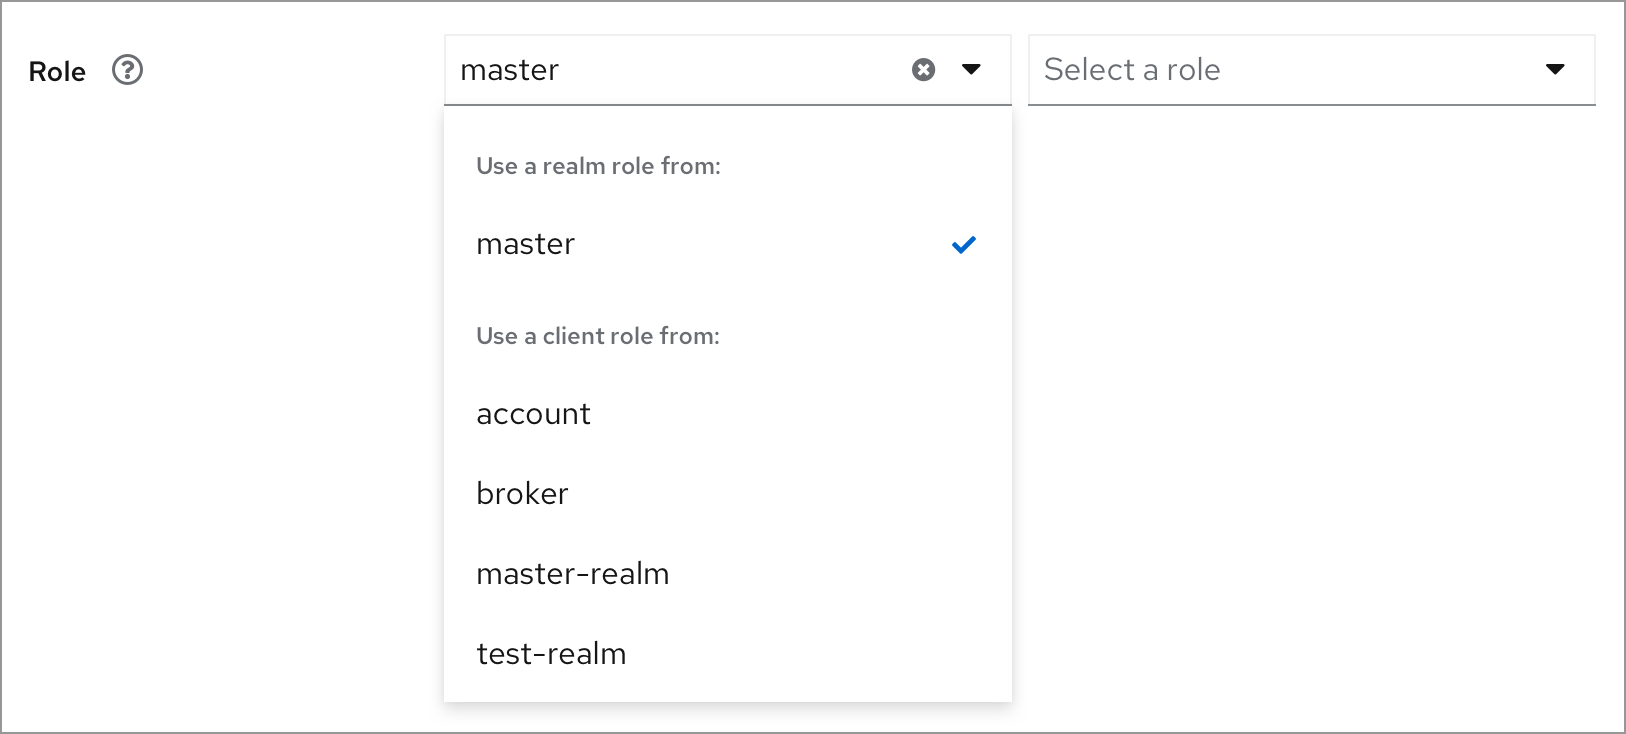 Role
master
Select a role
Use a realm role from:
master
Use a client role from:
account
broker
master-realm
test-realm